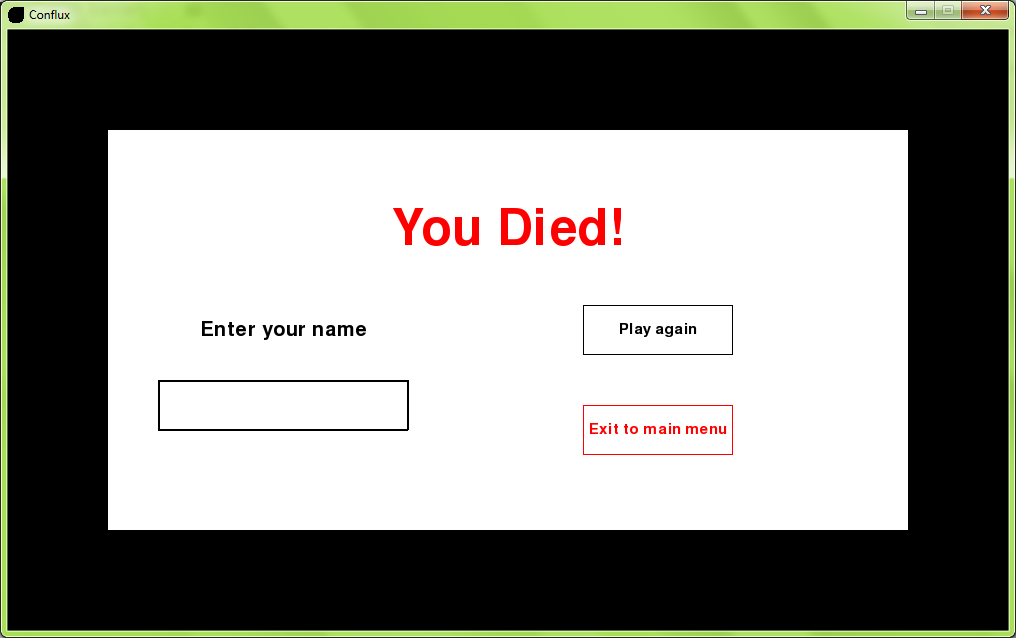 Conflux
You Died!
Enter your name
Play again
Exit to main menu